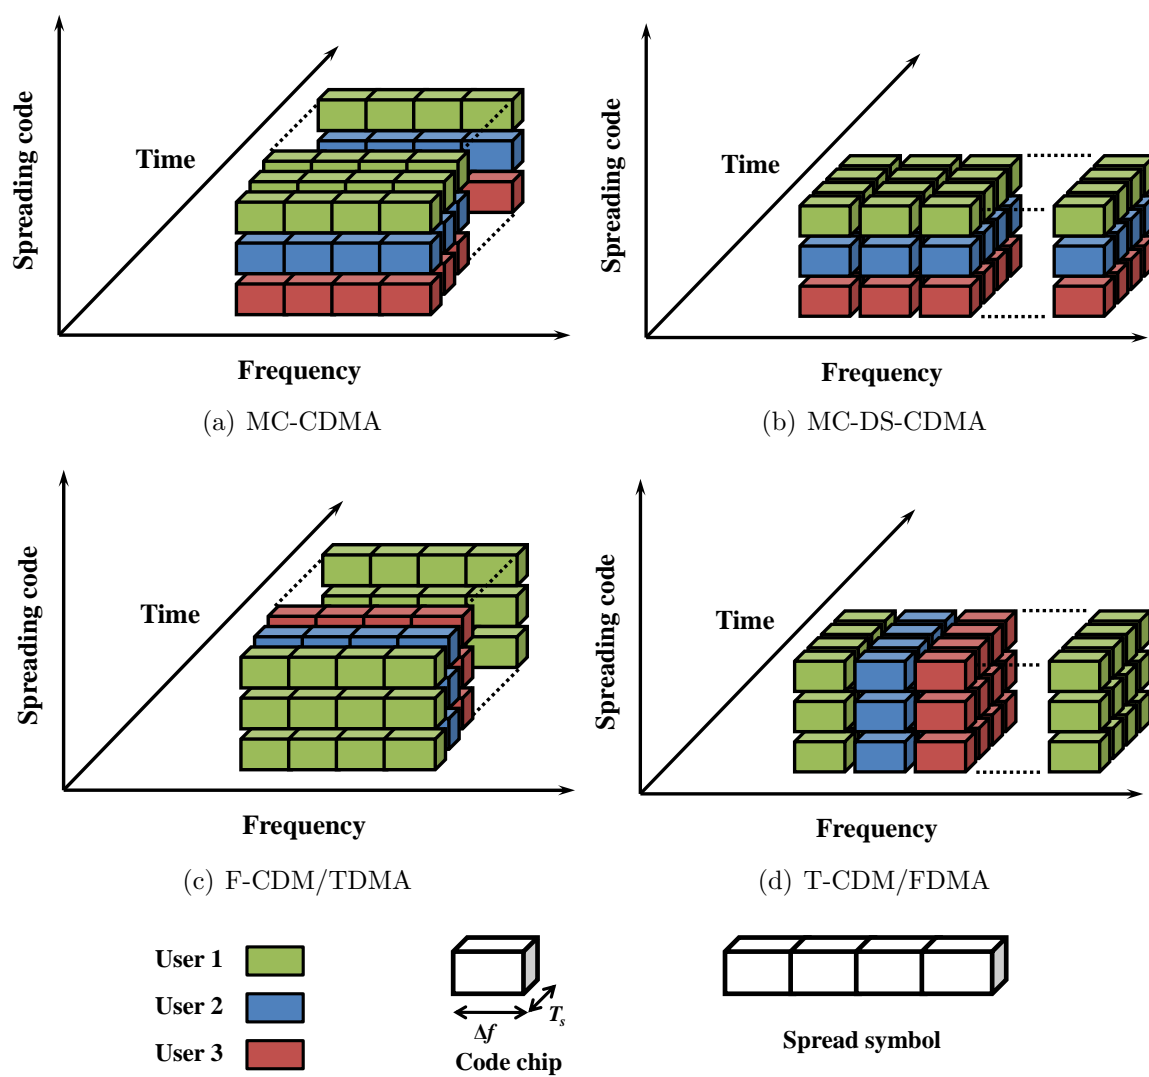 Spreading code
Time
Frequency
(a) MC-CDMA
Spreading code
Time
Frequency
(b) MC-DS-CDMA
Spreading code
Time
Frequency
(c) F-CDM/TDMA
Spreading code
Time
Frequency
(d) T-CDM/FDMA
User 1
User 2
User 3
Δf
Ts
Code chip
Spread symbol